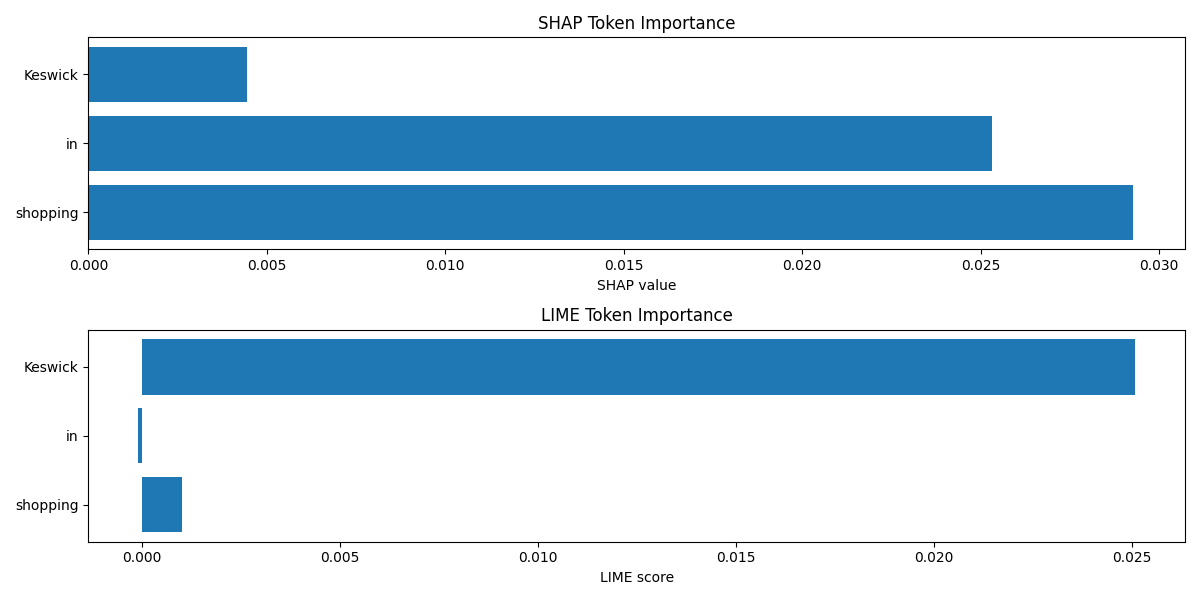 SHAP Token Importance
Keswick
in
shopping
0.000 0.005 0.010 0.015 0.020 0.025 0.030
SHAP value
LIME Token Importance
Keswick
in
shopping
0.000 0.005 0.010 0.015 0.020 0.025
LIME score